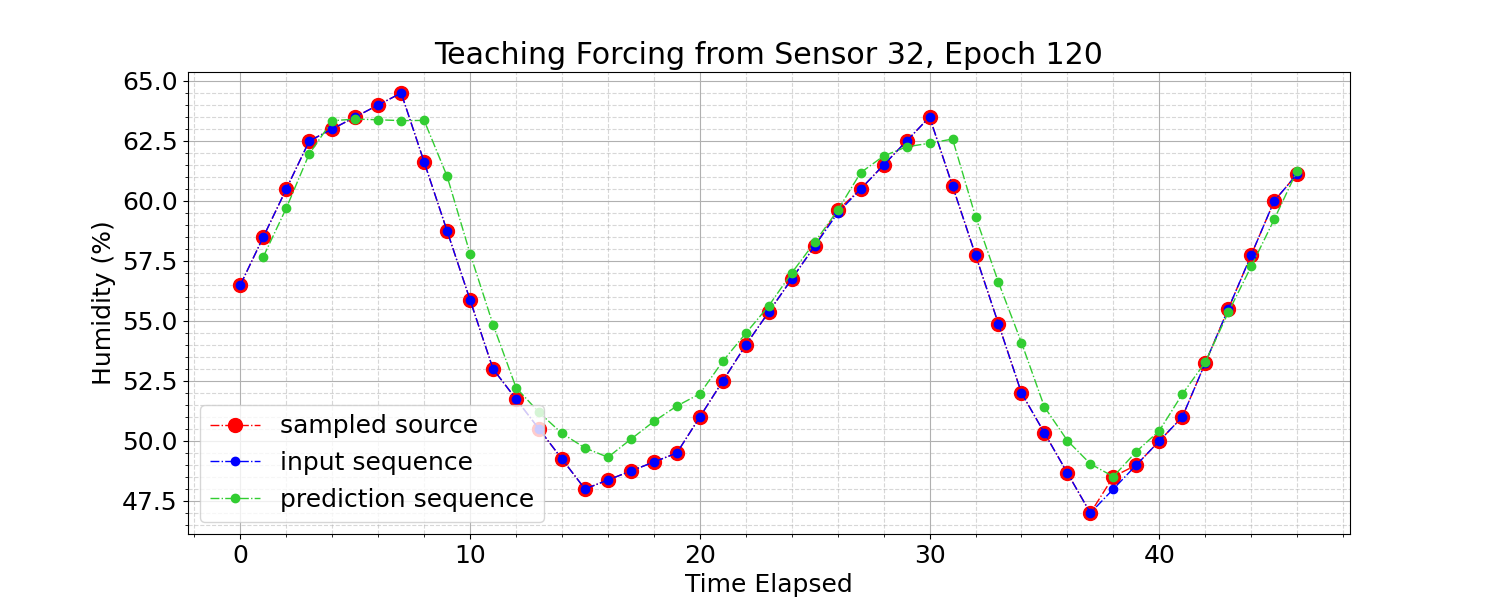 Teaching Forcing from Sensor 32, Epoch 120
65.0
62.5
60.0
57.5
55.0
52.5
50.0
47.5
Humidity (%)
sampled source
input sequence
prediction sequence
0 10 20 30 40
Time Elapsed